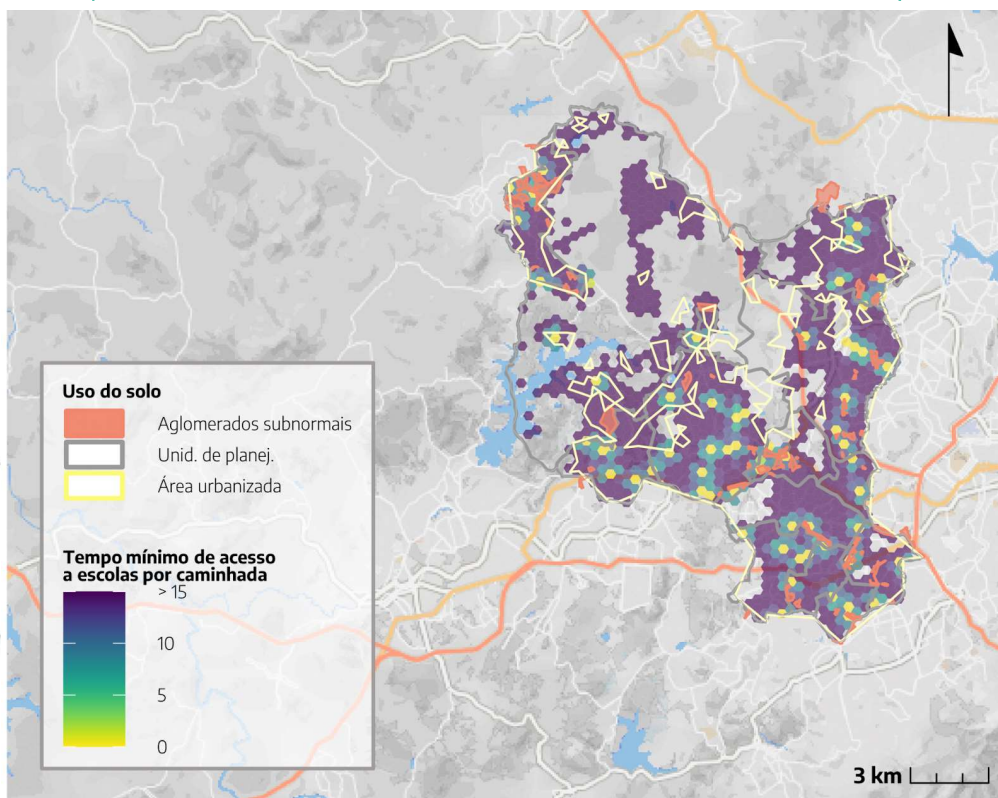 Uso do solo
Aglomerados subnormais
Unid. de planej.
Área urbanizada
Tempo mínimo de acesso
a escolas por caminhada
> 15
10
5
0
3 km